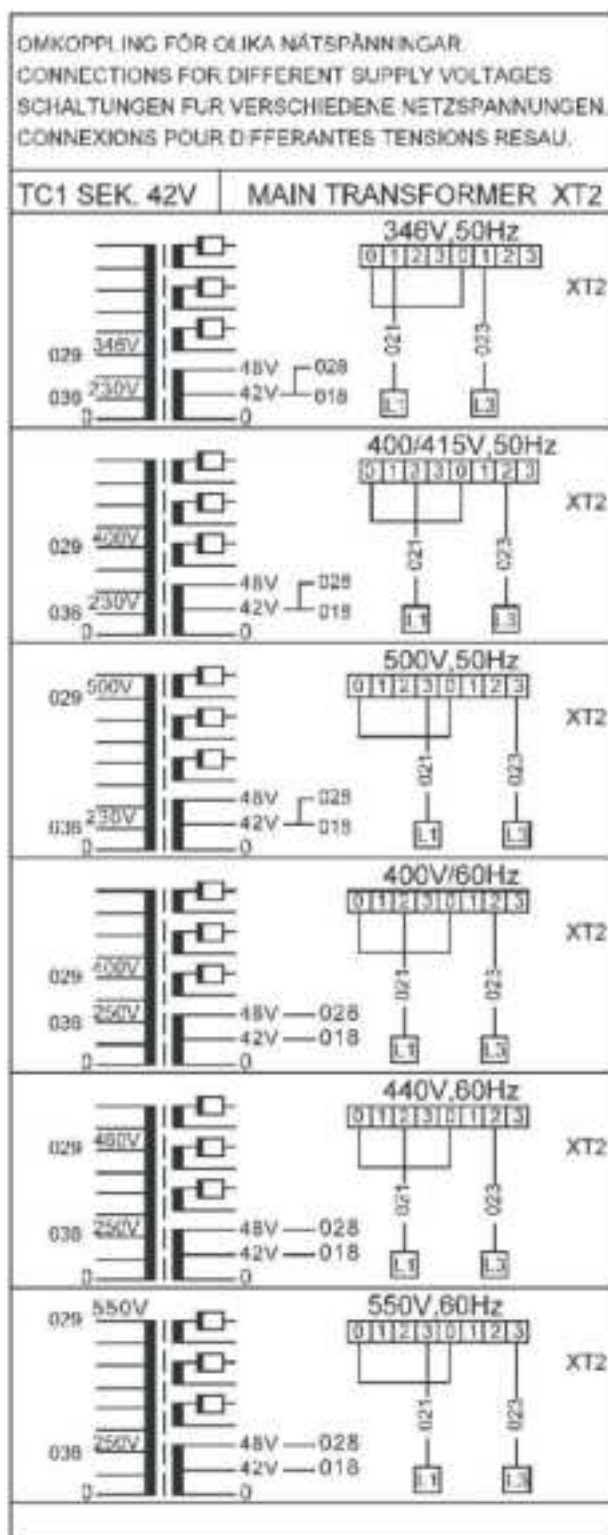 OMKOPPLING FÖR OLIKA NÄTSPÄNNINGAR
CONNECTIONS FOR DIFFERENT SUPPLY VOLTAGES
SCHALTUNGEN FUR VERSCHIEDENE NETZSPANNUNGEN.
CONNEXIONS POUR DIFFERANTES TENSIONS RESAU.
TC1 SEK. 42V MAIN TRANSFORMER XT2
346V,50Hz
0 1 2 3 0 1 2 3
XT2
021 023
029 346V
48V 028
038 230V
42V 018
L1 L3
0 0
400/415V,50Hz
0 1 2 3 0 1 2 3
XT2
029 400V
021 023
48V 028
038 230V
42V 018
L1 L3
0 0
500V,50Hz
029 500V
0 1 2 3 0 1 2 3
XT2
021 023
48V 028
038 230V
42V 018
L1 L3
0 0
400V/60Hz
0 1 2 3 0 1 2 3
XT2
029 400V
021 023
038 250V
48V 028
42V 018
L1 L3
0 0
440V,60Hz
0 1 2 3 0 1 2 3
XT2
029
021 023
038 250V
48V 028
42V 018
L1 L3
0 0
550V,60Hz
029 550V
0 1 2 3 0 1 2 3
XT2
021 023
038 250V
48V 028
42V 018
L1 L3
0 0